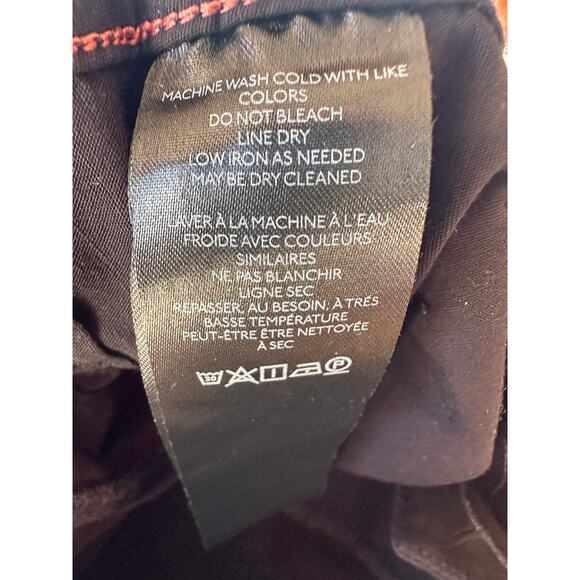 MACHINE WASH COLD WITH LIKE
COLORS
DO NOT BLEACH
LINE DRY
LOW IRON AS NEEDED
MAY BE DRY CLEANED
LAVER À LA MACHINE À L'EAU
FROIDE AVEC COULEURS
SIMILAIRES
NE PAS BLANCHIR
LIGNE SEC
REPASSER, AU BESOIN, À TRÉS
BASSE TEMPÉRATURE
PEUT-ÊTRE ÊTRE NETTOYÉE
À SEC
30 P